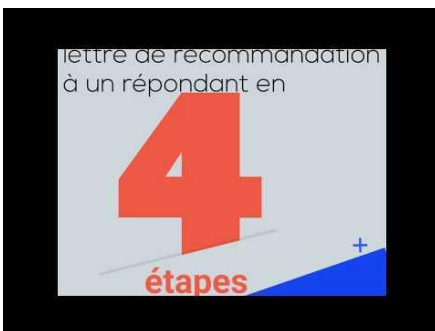 lettre de recommandation
à un répondant en
4
étapes